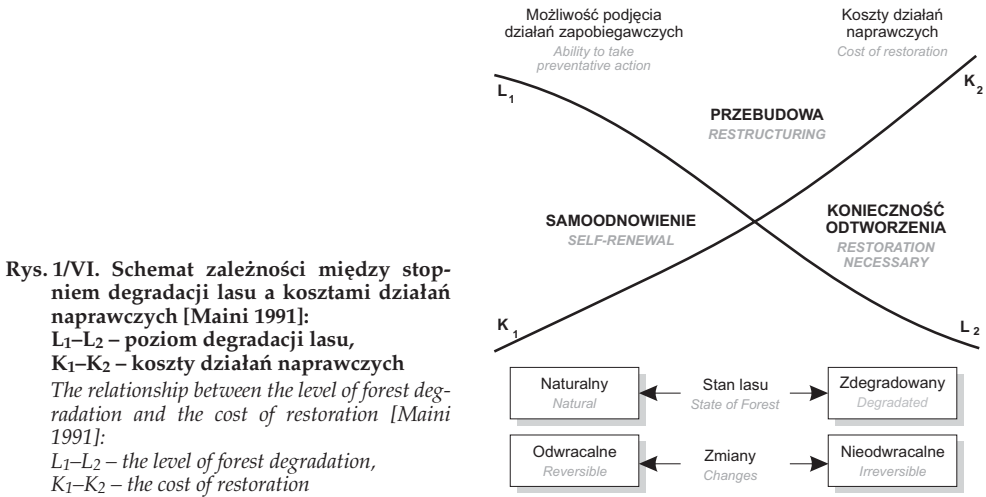 Możliwość podjęcia
działań zapobiegawczych
Ability to take
preventative action
Koszty działań
naprawczych
Cost of restoration
L1
K2
PRZEBUDOWA
RESTRUCTURING
SAMOODNOWIENIE
SELF-RENEWAL
KONIECZNOŚĆ
ODTWORZENIA
RESTORATION
NECESSARY
K1
L2
Naturalny
Natural
Stan lasu
State of Forest
Zdegradowany
Degradated
Odwracalne
Reversible
Zmiany
Changes
Nieodwracalne
Irreversible
Rys. 1/VI. Schemat zależności między stop-
niem degradacji lasu a kosztami działań
naprawczych [Maini 1991]:
L1–L2 – poziom degradacji lasu,
K1–K2 – koszty działań naprawczych
The relationship between the level of forest deg-
radation and the cost of restoration [Maini
1991]:
L1–L2 – the level of forest degradation,
K1–K2 – the cost of restoration